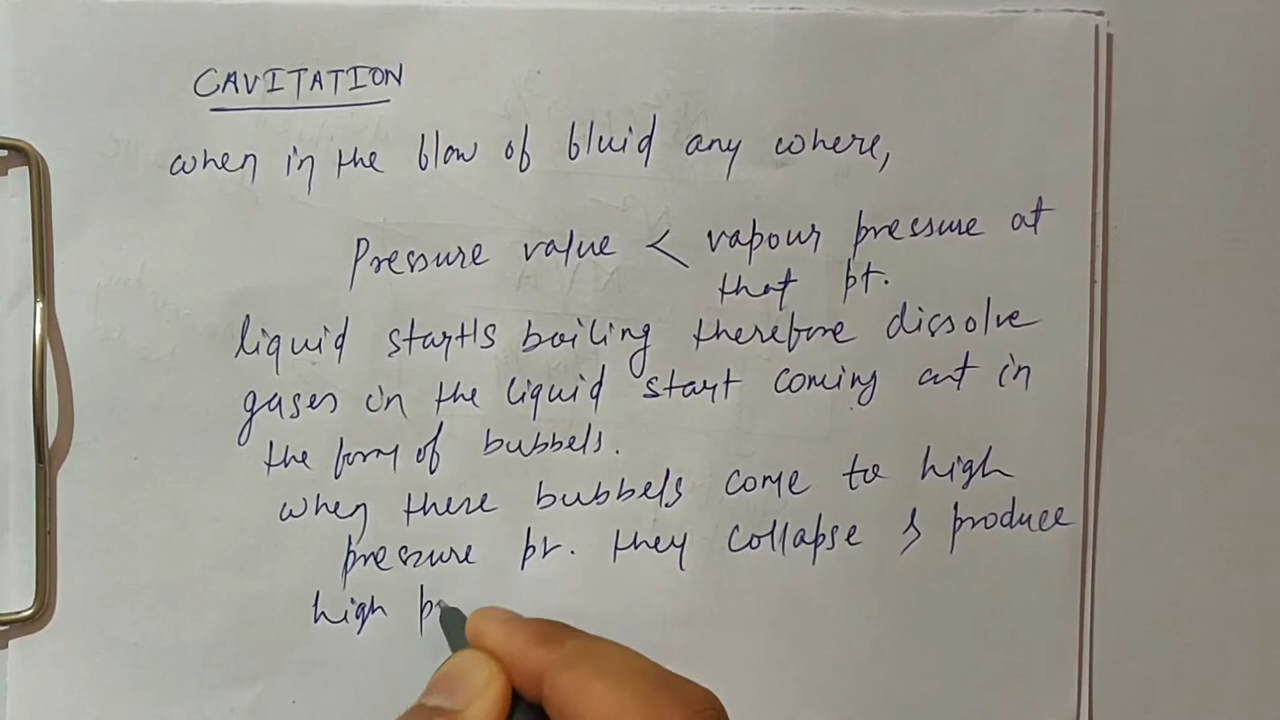 CAVITATION
when in the flow of fluid any where,
Pressure value < vapour pressure at
that pt.
liquid starts boiling therefore dissolve
gases in the liquid start coming out in
the form of bubbels.
when these bubbels come to high
pressure pt. they collapse & produce
high pr